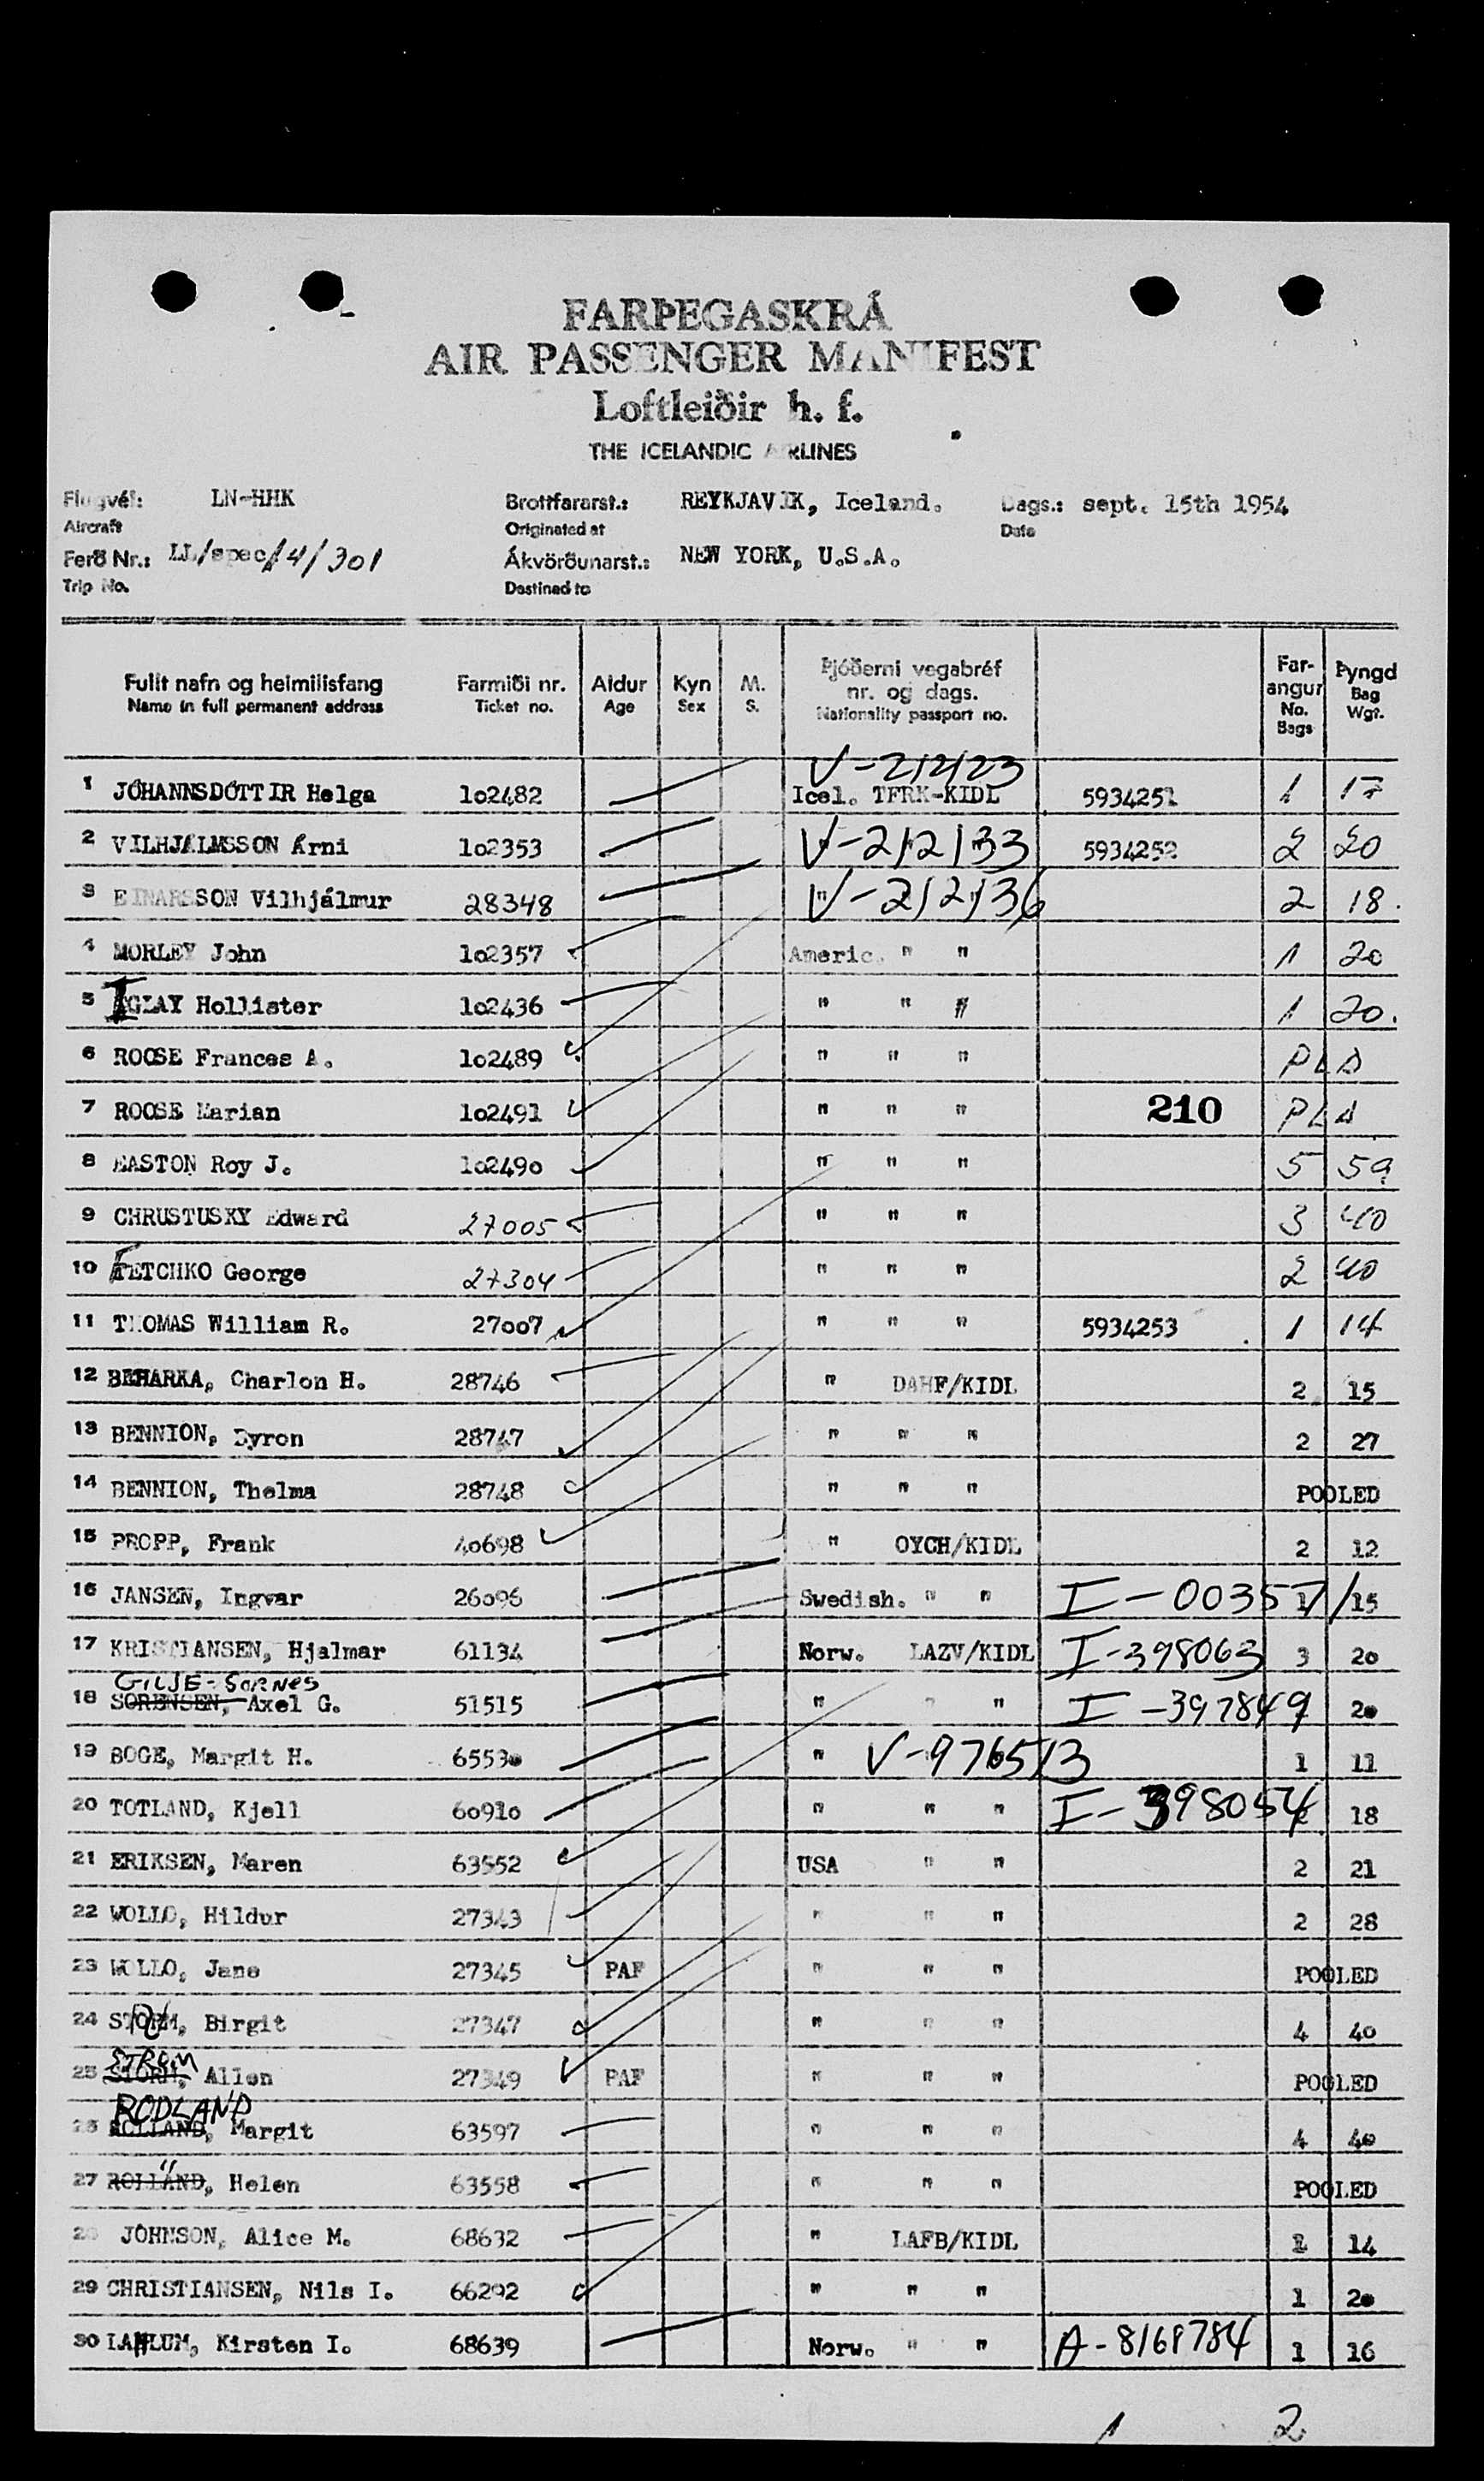 FARÞEGASKRÁ
AIR PASSENGER MANIFEST
Loftleiðir h. f.
THE ICELANDIC AIRLINES
Flugvél: LN-HHK Brottfararst.: REYKJAVIK, Iceland. Dags.: sept. 15th 1954
Aircraft Originated at Date
Ferð Nr.: LL/spec/4/301 Ákvörðunarst.: NEW YORK, U.S.A.
Trip No. Destined to
Fullt nafn og heimilisfang Farmiði nr. Aldur Kyn M. Þjóðerni vegabréf nr. og dags. Far-angur Þyngd
Name in full permanent address Ticket no. Age Sex S. Nationality passport no. No. Bags Bag Wgt.
V-212123
1 JÓHANNSDÓTTIR Helga 102482 Icel. TFRK-KIDL 5934251 1 17
2 VILHJÁLMSSON Árni 102353 V-212133 5934252 2 20
3 EINARSSON Vilhjálmur 28348 " V-212136 2 18.
4 MORLEY John 102357 Americ. " " 1 20
5 IGLAY Hollister 102436 " " " 1 20.
6 ROOSE Frances A. 102489 " " " PLD
7 ROOSE Marian 102491 " " " 210 PLD
8 EASTON Roy J. 102490 " " " 5 59
9 CHRUSTUSKY Edward 27005 " " " 3 40
10 FETCHKO George 27304 " " " 2 40
11 THOMAS William R. 27007 " " " 5934253 1 14
12 BEHARKA, Charlon H. 28746 " DAHF/KIDL 2 15
13 BENNION, Byron 28747 " " " 2 27
14 BENNION, Thelma 28748 " " " POOLED
15 PROPP, Frank 40698 " OYCH/KIDL 2 12
16 JANSEN, Ingvar 26096 Swedish. " " I-00357/ 15
17 KRISTIANSEN, Hjalmar 61134 Norw. LAZV/KIDL I-398063 3 20
GILJE-SORNES
18 SORENSEN, Axel G. 51515 " " " I-397849 20
19 BOGE, Margit H. 65530 " V-976513 1 11
20 TOTLAND, Kjell 60910 " " " I-398054 18
21 ERIKSEN, Maren 63552 USA " " 2 21
22 WOLLO, Hildur 27343 " " " 2 28
23 WOLLO, Jane 27345 PAF " " " POOLED
24 Birgit 27347 " " " 4 40
STROM
25 STORM, Allen 27349 PAF " " " POOLED
RODLAND
26 ROLLAND, Margit 63597 " " " 4 40
"
27 ROLLAND, Helen 63558 " " " POOLED
28 JOHNSON, Alice M. 68632 " LAFB/KIDL 14
29 CHRISTIANSEN, Nils I. 66292 " " " 1 20
30 LAHLUM, Kirsten I. 68639 Norw. " " A-8168784 1 16
1 2